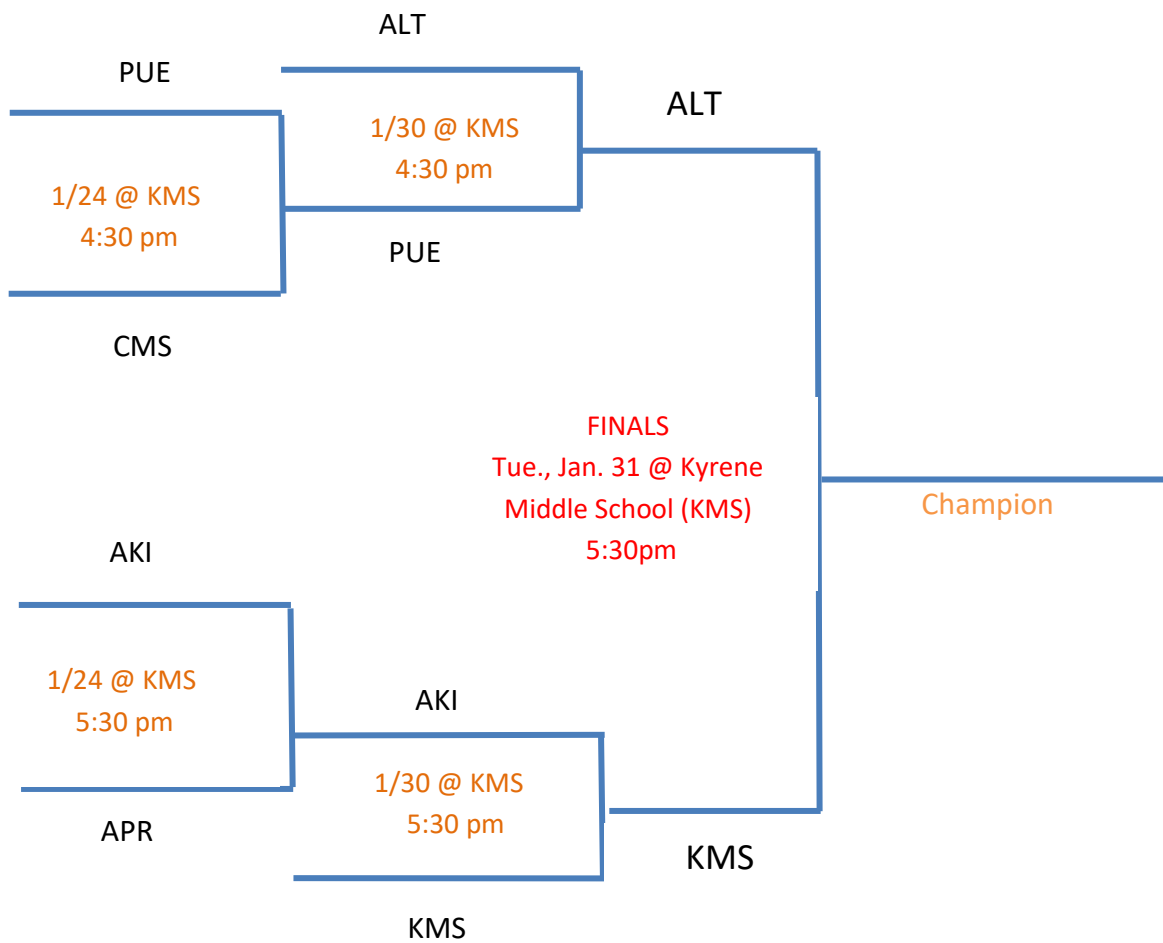 ALT
PUE
ALT
1/30 @ KMS
4:30 pm
1/24 @ KMS
4:30 pm
PUE
CMS
FINALS
Tue., Jan. 31 @ Kyrene
Middle School (KMS)
5:30pm
Champion
AKI
1/24 @ KMS
5:30 pm
AKI
1/30 @ KMS
5:30 pm
APR
KMS
KMS